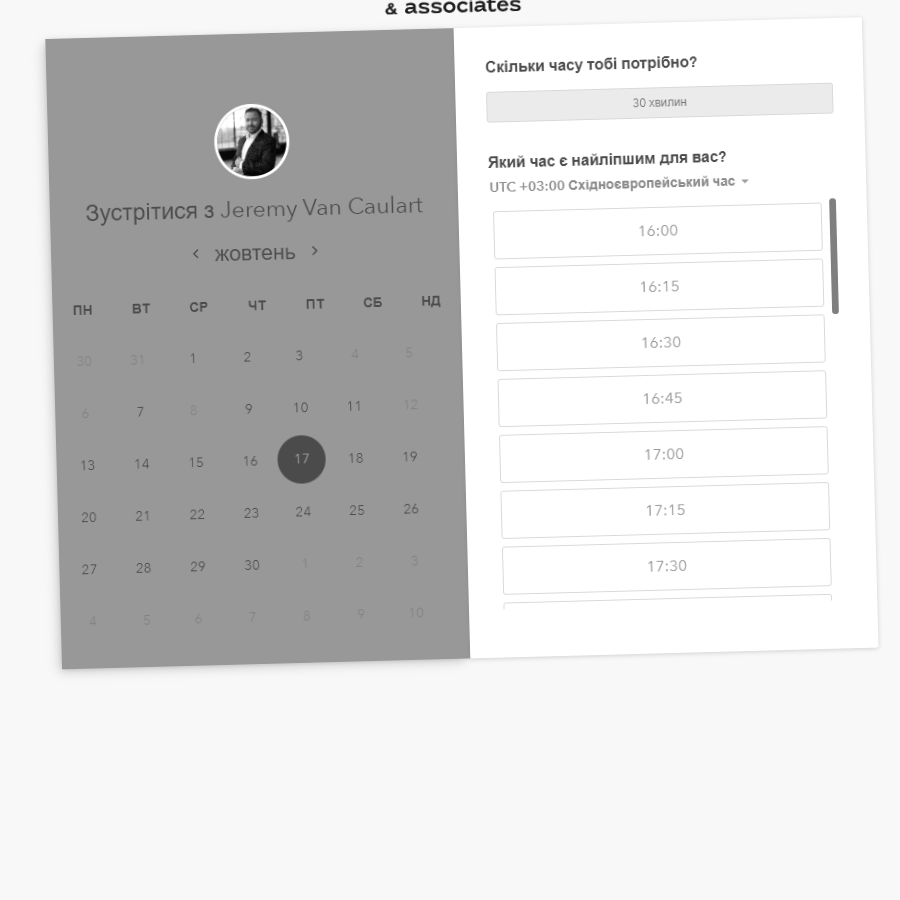 & associates
Зустрітися з Jeremy Van Caulart
жовтень
ПН ВТ СР ЧТ ПТ СБ НД
30 31 1 2 3 4 5
6 7 8 9 10 11 12
13 14 15 16 17 18 19
20 21 22 23 24 25 26
27 28 29 30 1 2 3
4 5 6 7 8 9 10
Скільки часу тобі потрібно?
30 хвилин
Який час є найліпшим для вас?
UTC +03:00 Східноєвропейський час
16:00
16:15
16:30
16:45
17:00
17:15
17:30